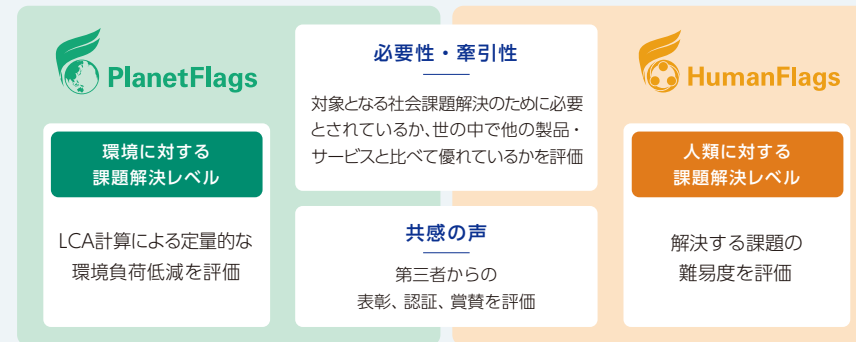 PlanetFlags
環境に対する
課題解決レベル
LCA計算による定量的な
環境負荷低減を評価
必要性・牽引性
対象となる社会課題解決のために必要
とされているか、世の中で他の製品・
サービスと比べて優れているかを評価
共感の声
第三者からの
表彰、認証、賞賛を評価
HumanFlags
人類に対する
課題解決レベル
解決する課題の
難易度を評価